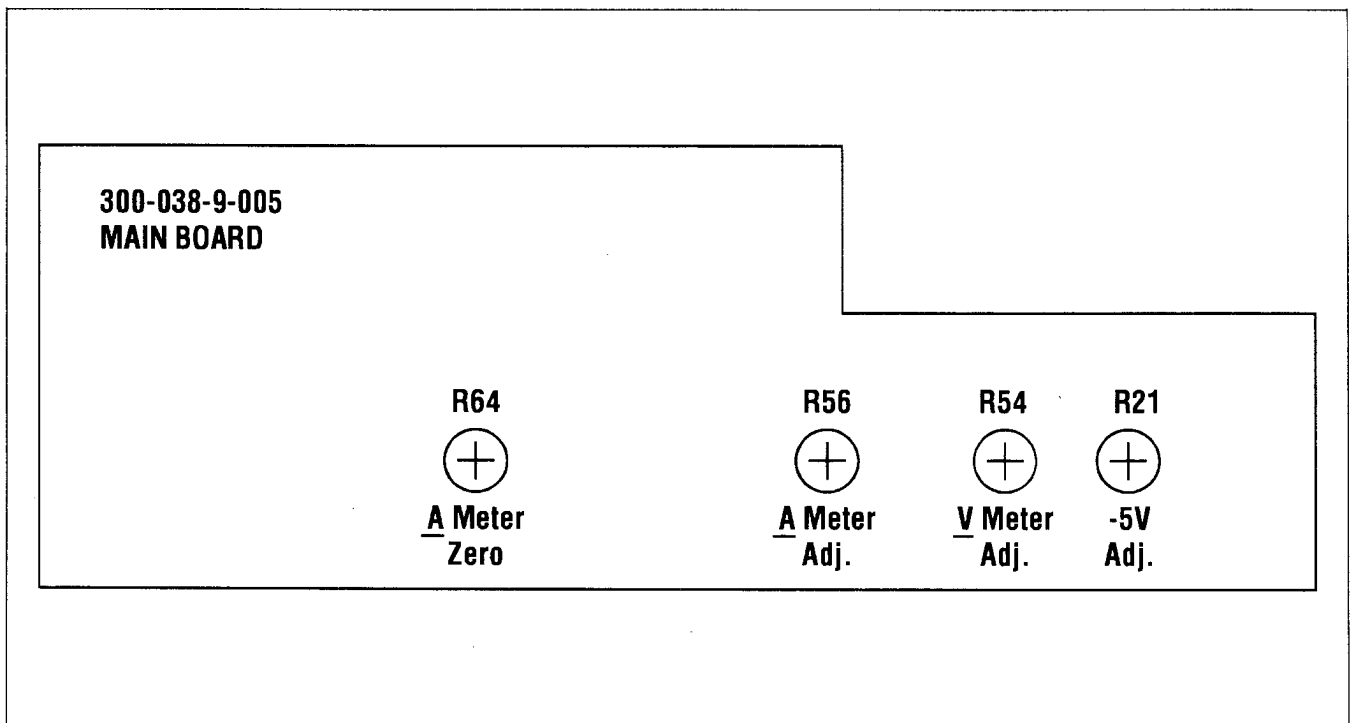 300-038-9-005
MAIN BOARD
R64
R56
R54
R21
A Meter
Zero
A Meter
Adj.
V Meter
Adj.
-5V
Adj.